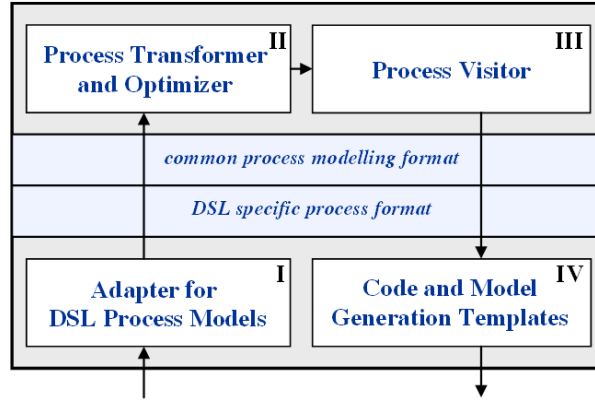 II
Process Transformer
and Optimizer
III
Process Visitor
common process modelling format
DSL specific process format
I
Adapter for
DSL Process Models
IV
Code and Model
Generation Templates